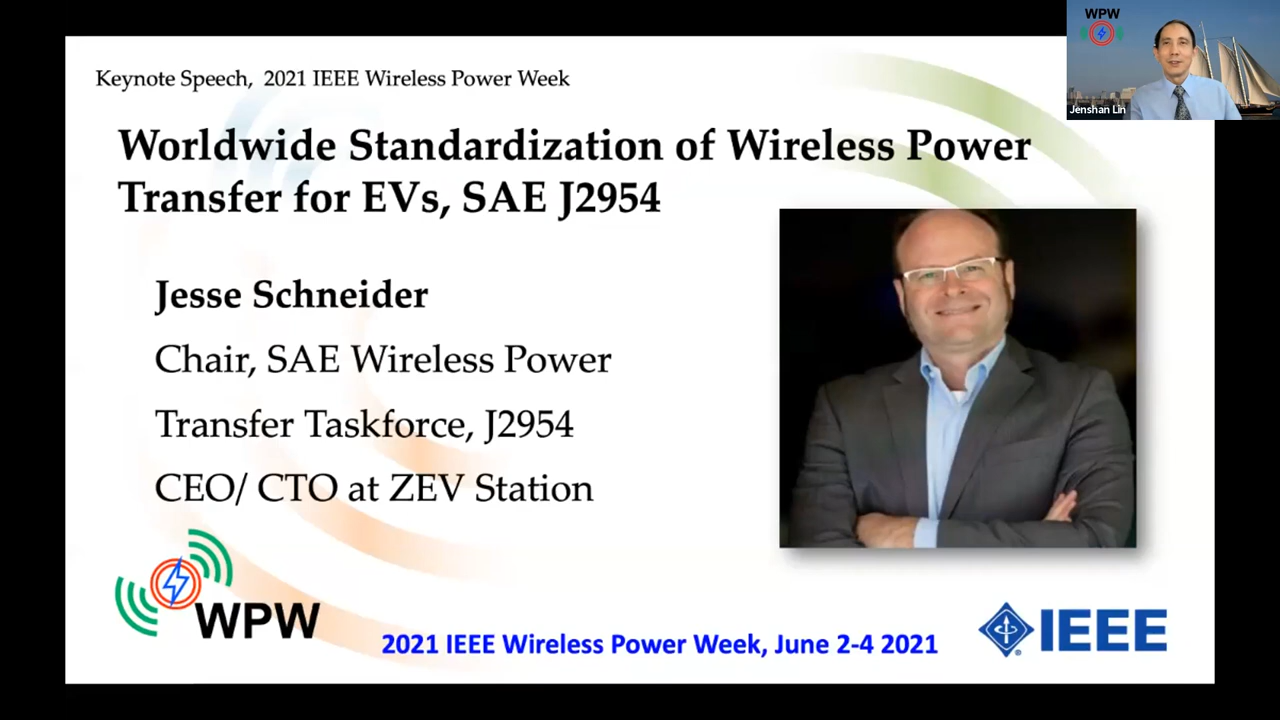 WPW
Jenshan Lin
Keynote Speech, 2021 IEEE Wireless Power Week
Worldwide Standardization of Wireless Power
Transfer for EVs, SAE J2954
Jesse Schneider
Chair, SAE Wireless Power
Transfer Taskforce, J2954
CEO/ CTO at ZEV Station
WPW
2021 IEEE Wireless Power Week, June 2-4 2021
IEEE